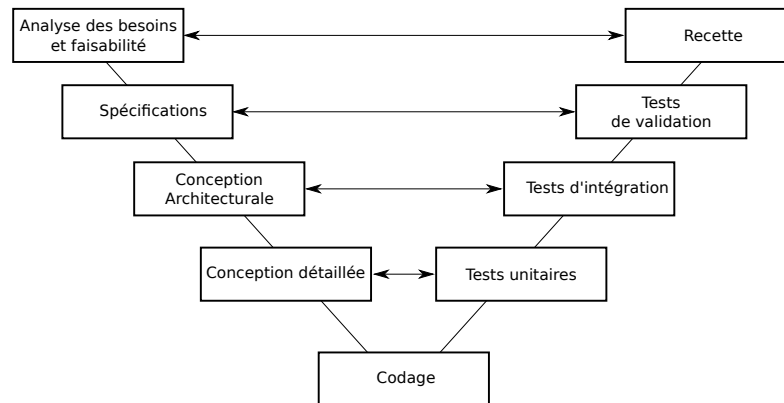 Analyse des besoins
et faisabilité
Recette
Spécifications
Tests
de validation
Conception
Architecturale
Tests d'intégration
Conception détaillée
Tests unitaires
Codage